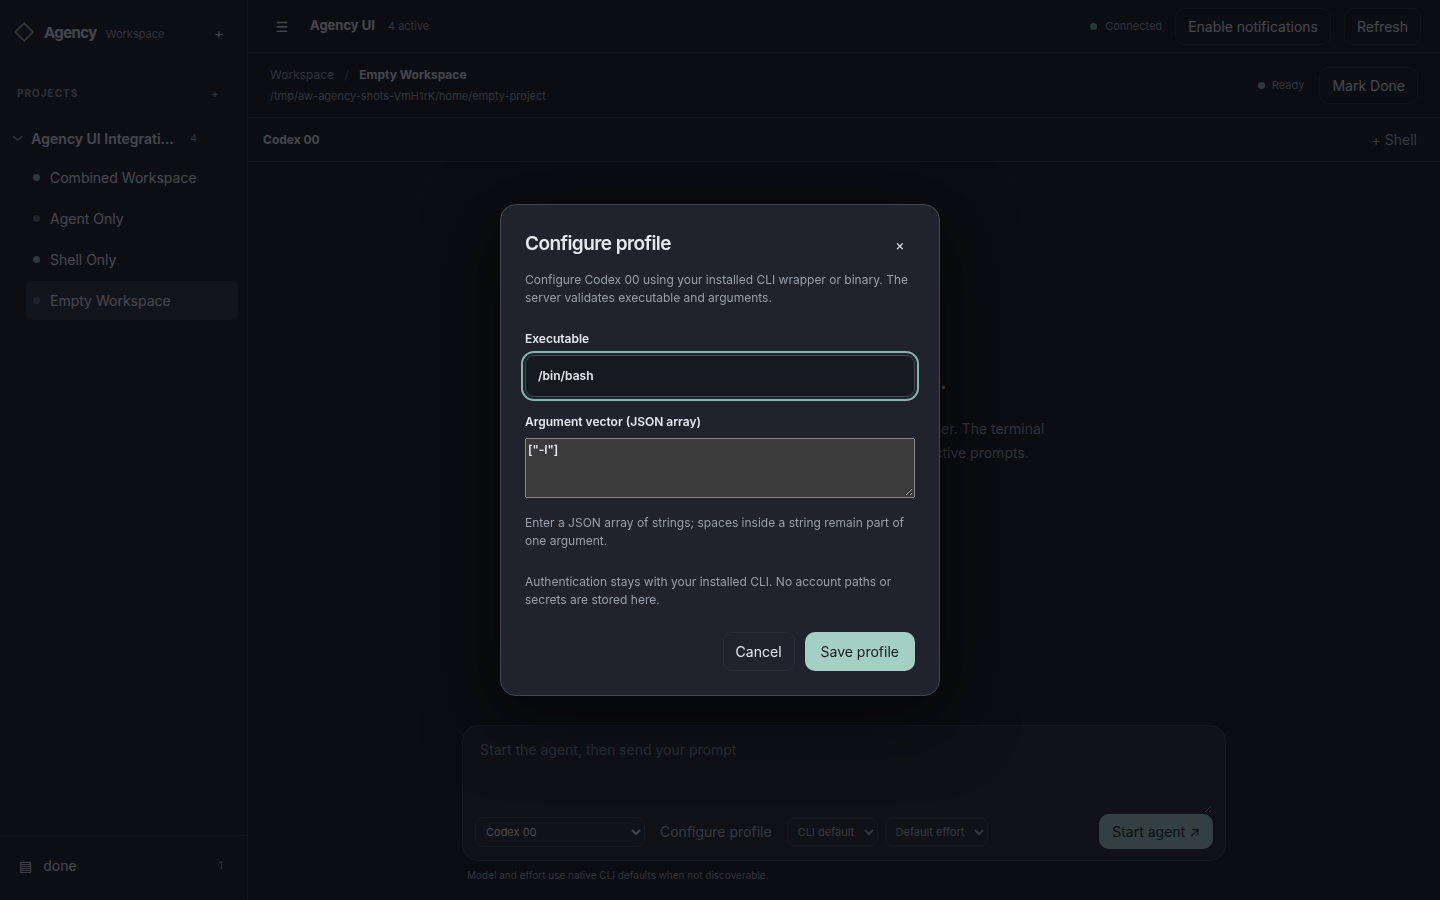 Agency Workspace +
PROJECTS +
Agency UI Integrati... 4
Combined Workspace
Agent Only
Shell Only
Empty Workspace
done 1
☰ Agency UI 4 active
Connected Enable notifications Refresh
Workspace / Empty Workspace
/tmp/aw-agency-shots-VmH1rK/home/empty-project
Ready Mark Done
Codex 00 + Shell
Configure profile ×
Configure Codex 00 using your installed CLI wrapper or binary. The
server validates executable and arguments.
Executable
/bin/bash
Argument vector (JSON array)
["-l"]
Enter a JSON array of strings; spaces inside a string remain part of
one argument.
Authentication stays with your installed CLI. No account paths or
secrets are stored here.
Cancel Save profile
. The terminal
prompts.
Start the agent, then send your prompt
Codex 00 Configure profile CLI default Default effort Start agent ↗
Model and effort use native CLI defaults when not discoverable.